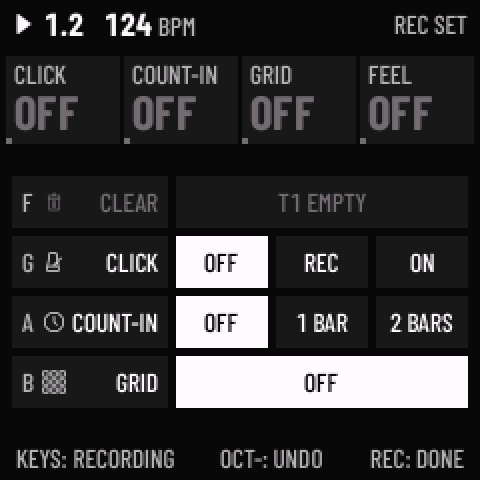 1.2 124 BPM REC SET
CLICK COUNT-IN GRID FEEL
OFF OFF OFF OFF
F CLEAR T1 EMPTY
G CLICK OFF REC ON
A COUNT-IN OFF 1 BAR 2 BARS
B GRID OFF
KEYS: RECORDING OCT-: UNDO REC: DONE